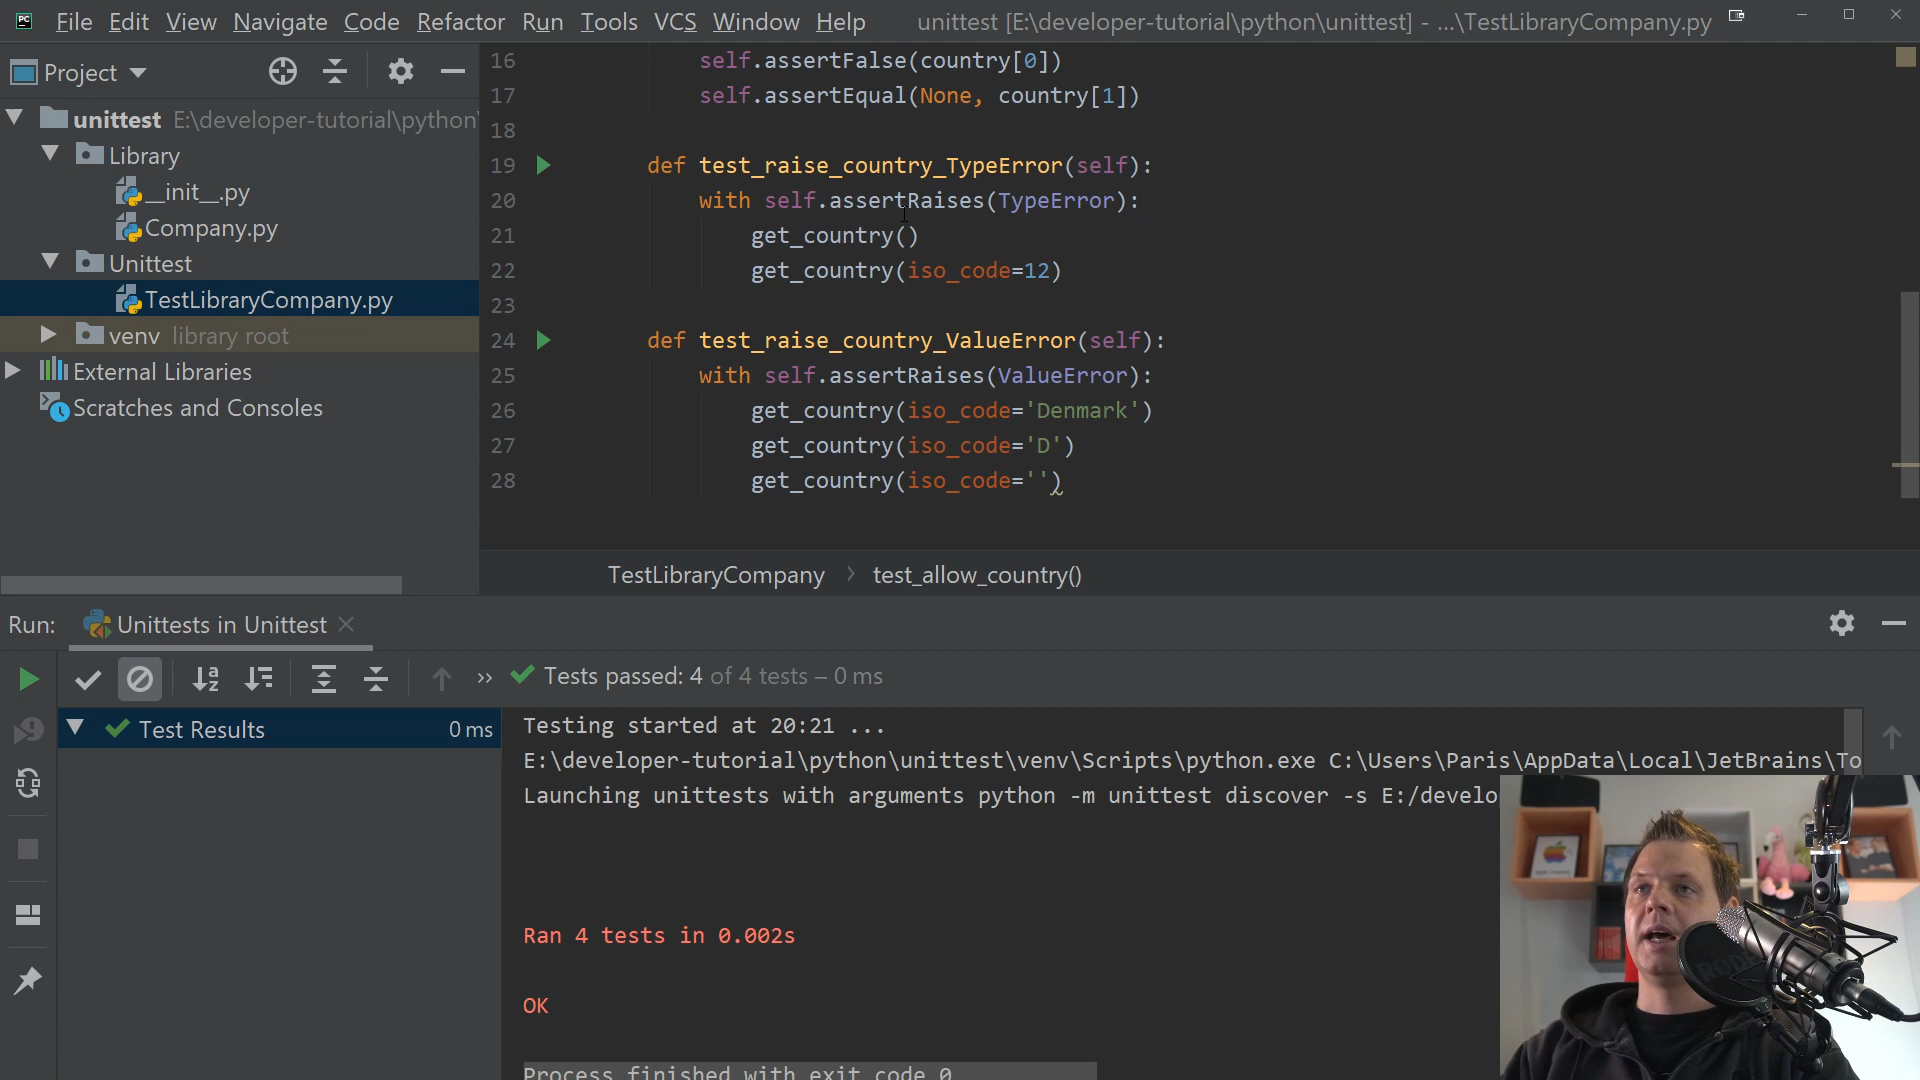 PC File Edit View Navigate Code Refactor Run Tools VCS Window Help unittest [E:\developer-tutorial\python\unittest] - ...\TestLibraryCompany.py
Project
unittest E:\developer-tutorial\python\
Library
__init__.py
Company.py
Unittest
TestLibraryCompany.py
venv library root
External Libraries
Scratches and Consoles
16 self.assertFalse(country[0])
17 self.assertEqual(None, country[1])
18
19 def test_raise_country_TypeError(self):
20 with self.assertRaises(TypeError):
21 get_country()
22 get_country(iso_code=12)
23
24 def test_raise_country_ValueError(self):
25 with self.assertRaises(ValueError):
26 get_country(iso_code='Denmark')
27 get_country(iso_code='D')
28 get_country(iso_code='')
TestLibraryCompany > test_allow_country()
Run: Unittests in Unittest
Tests passed: 4 of 4 tests – 0 ms
Test Results 0 ms
Testing started at 20:21 ...
E:\developer-tutorial\python\unittest\venv\Scripts\python.exe C:\Users\Paris\AppData\Local\JetBrains\To
Launching unittests with arguments python -m unittest discover -s E:/develo
Ran 4 tests in 0.002s
OK
Process finished with exit code 0
RODE